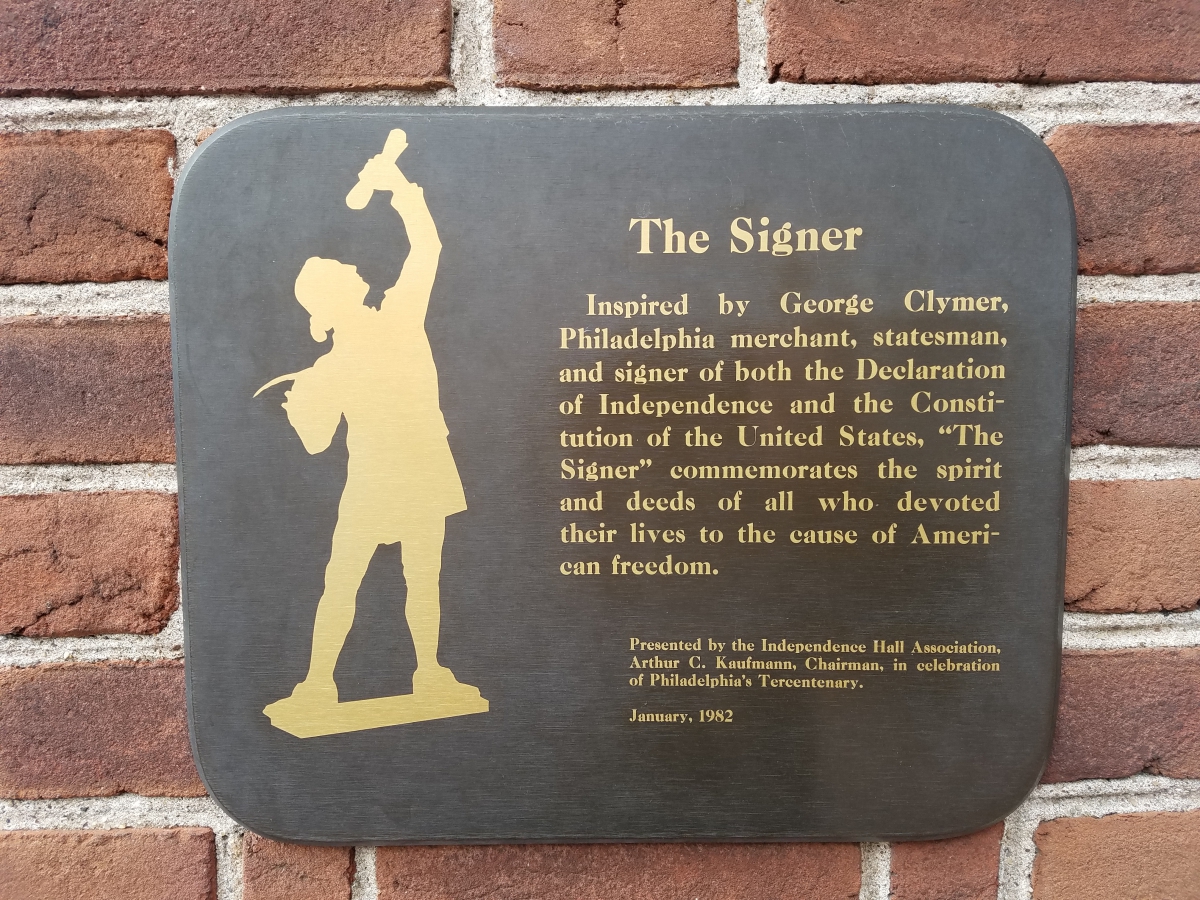 The Signer
Inspired by George Clymer,
Philadelphia merchant, statesman,
and signer of both the Declaration
of Independence and the Consti-
tution of the United States, “The
Signer” commemorates the spirit
and deeds of all who devoted
their lives to the cause of Ameri-
can freedom.
Presented by the Independence Hall Association,
Arthur C. Kaufmann, Chairman, in celebration
of Philadelphia's Tercentenary.
January, 1982